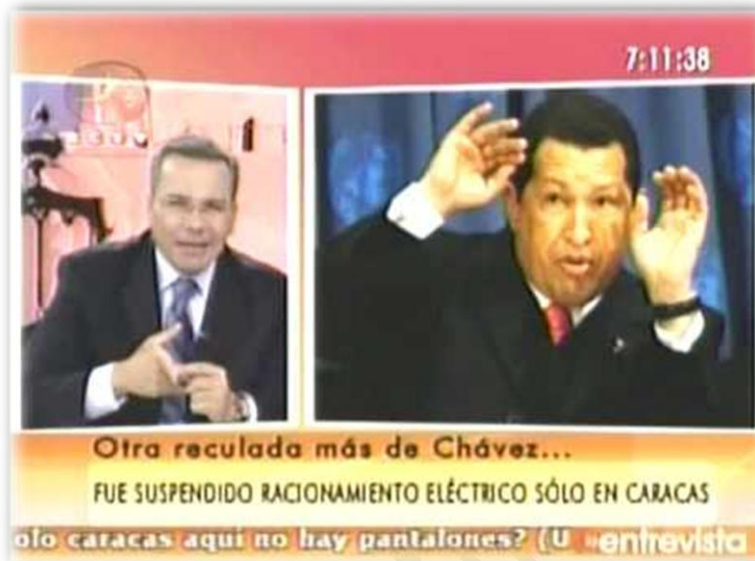 7:11:38
Otra reculada más de Chávez...
FUE SUSPENDIDO RACIONAMIENTO ELÉCTRICO SÓLO EN CARACAS
olo caracas aqui no hay pantalones? (U
entrevista